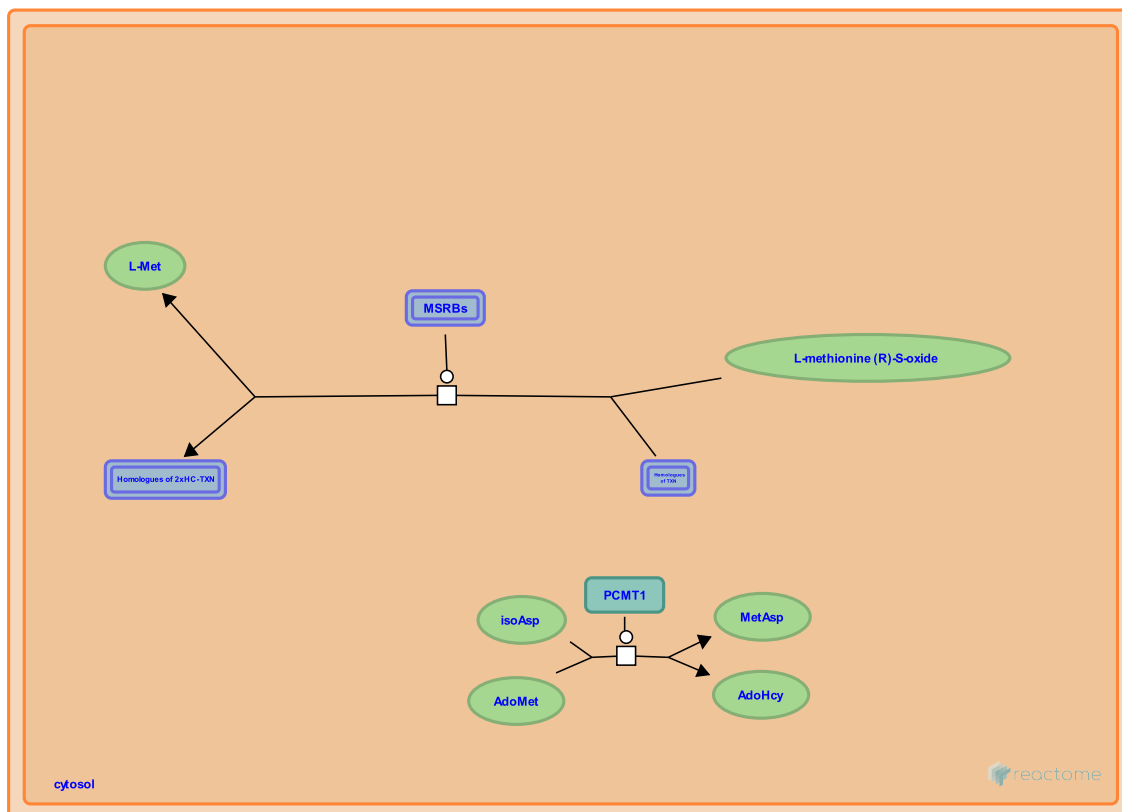 L-Met
MSRBs
L-methionine (R)-S-oxide
Homologues of 2xHC-TXN
Homologues
of TXN
PCMT1
isoAsp
MetAsp
AdoMet
AdoHcy
cytosol
reactome